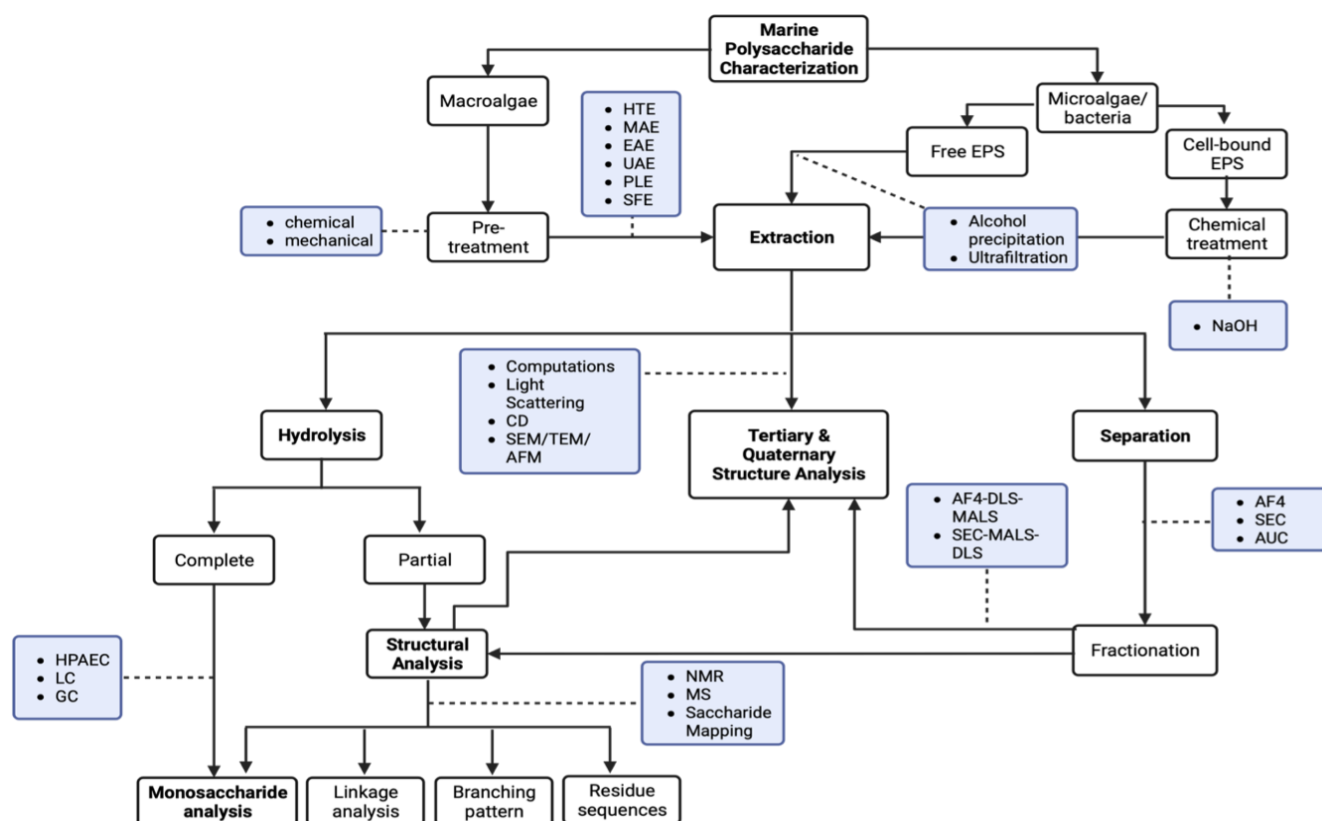 Marine
Polysaccharide
Characterization
Macroalgae
• HTE
• MAE
• EAE
• UAE
• PLE
• SFE
Microalgae/
bacteria
Free EPS
Cell-bound
EPS
• chemical
• mechanical
Pre-
treatment
Extraction
• Alcohol
precipitation
• Ultrafiltration
Chemical
treatment
• NaOH
• Computations
• Light
Scattering
• CD
• SEM/TEM/
AFM
Hydrolysis
Tertiary &
Quaternary
Structure Analysis
Separation
• AF4-DLS-
MALS
• SEC-MALS-
DLS
• AF4
• SEC
• AUC
Complete
Partial
Structural
Analysis
Fractionation
• HPAEC
• LC
• GC
• NMR
• MS
• Saccharide
Mapping
Monosaccharide
analysis
Linkage
analysis
Branching
pattern
Residue
sequences